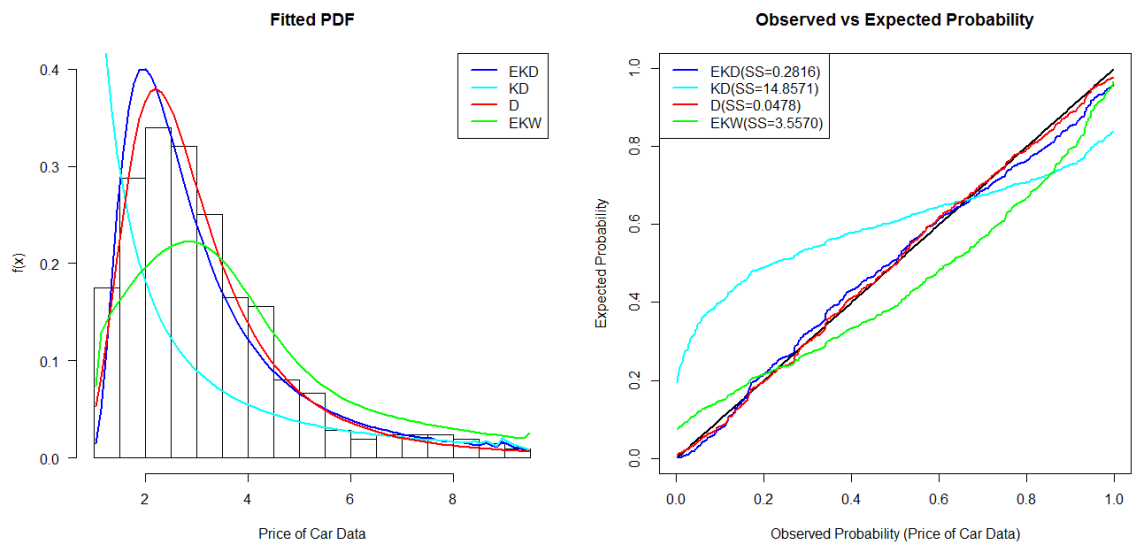 Fitted PDF
EKD
KD
D
EKW
0.4
0.3
0.2
0.1
0.0
f(x)
2 4 6 8
Price of Car Data
Observed vs Expected Probability
EKD(SS=0.2816)
KD(SS=14.8571)
D(SS=0.0478)
EKW(SS=3.5570)
1.0
0.8
0.6
0.4
0.2
0.0
Expected Probability
0.0 0.2 0.4 0.6 0.8 1.0
Observed Probability (Price of Car Data)